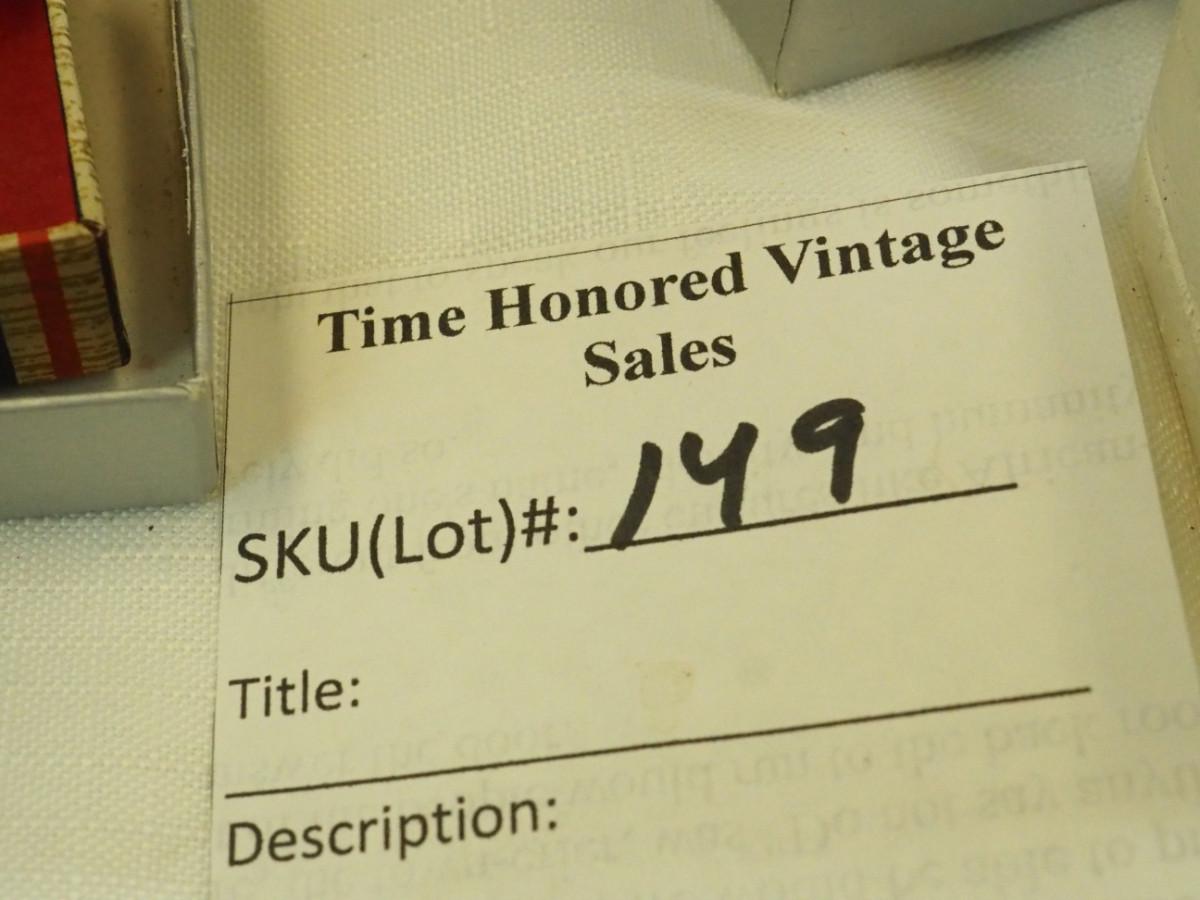 Time Honored Vintage
Sales
SKU(Lot)#: 149
Title:
Description: